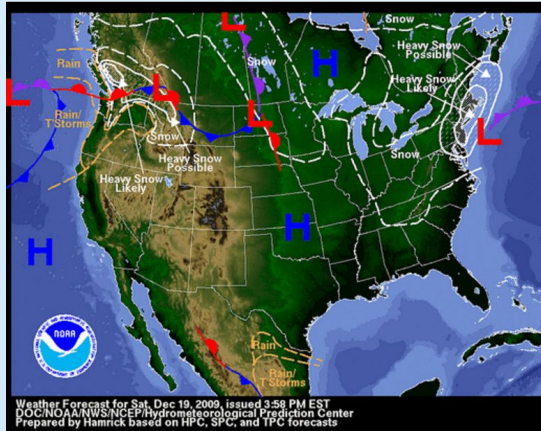 L
Snow
Heavy Snow
Possible
Rain
Snow
H
Heavy Snow
Likely
L
L
Rain/
T'Storms
L
L
Snow
Heavy Snow
Possible
Snow
Heavy Snow
Likely
H
H
NOAA
Rain
Rain/
T'Storms
Weather Forecast for Sat, Dec 19, 2009, issued 3:58 PM EST
DOC/NOAA/NWS/NCEP/Hydrometeorological Prediction Center
Prepared by Hamrick based on HPC, SPC, and TPC forecasts